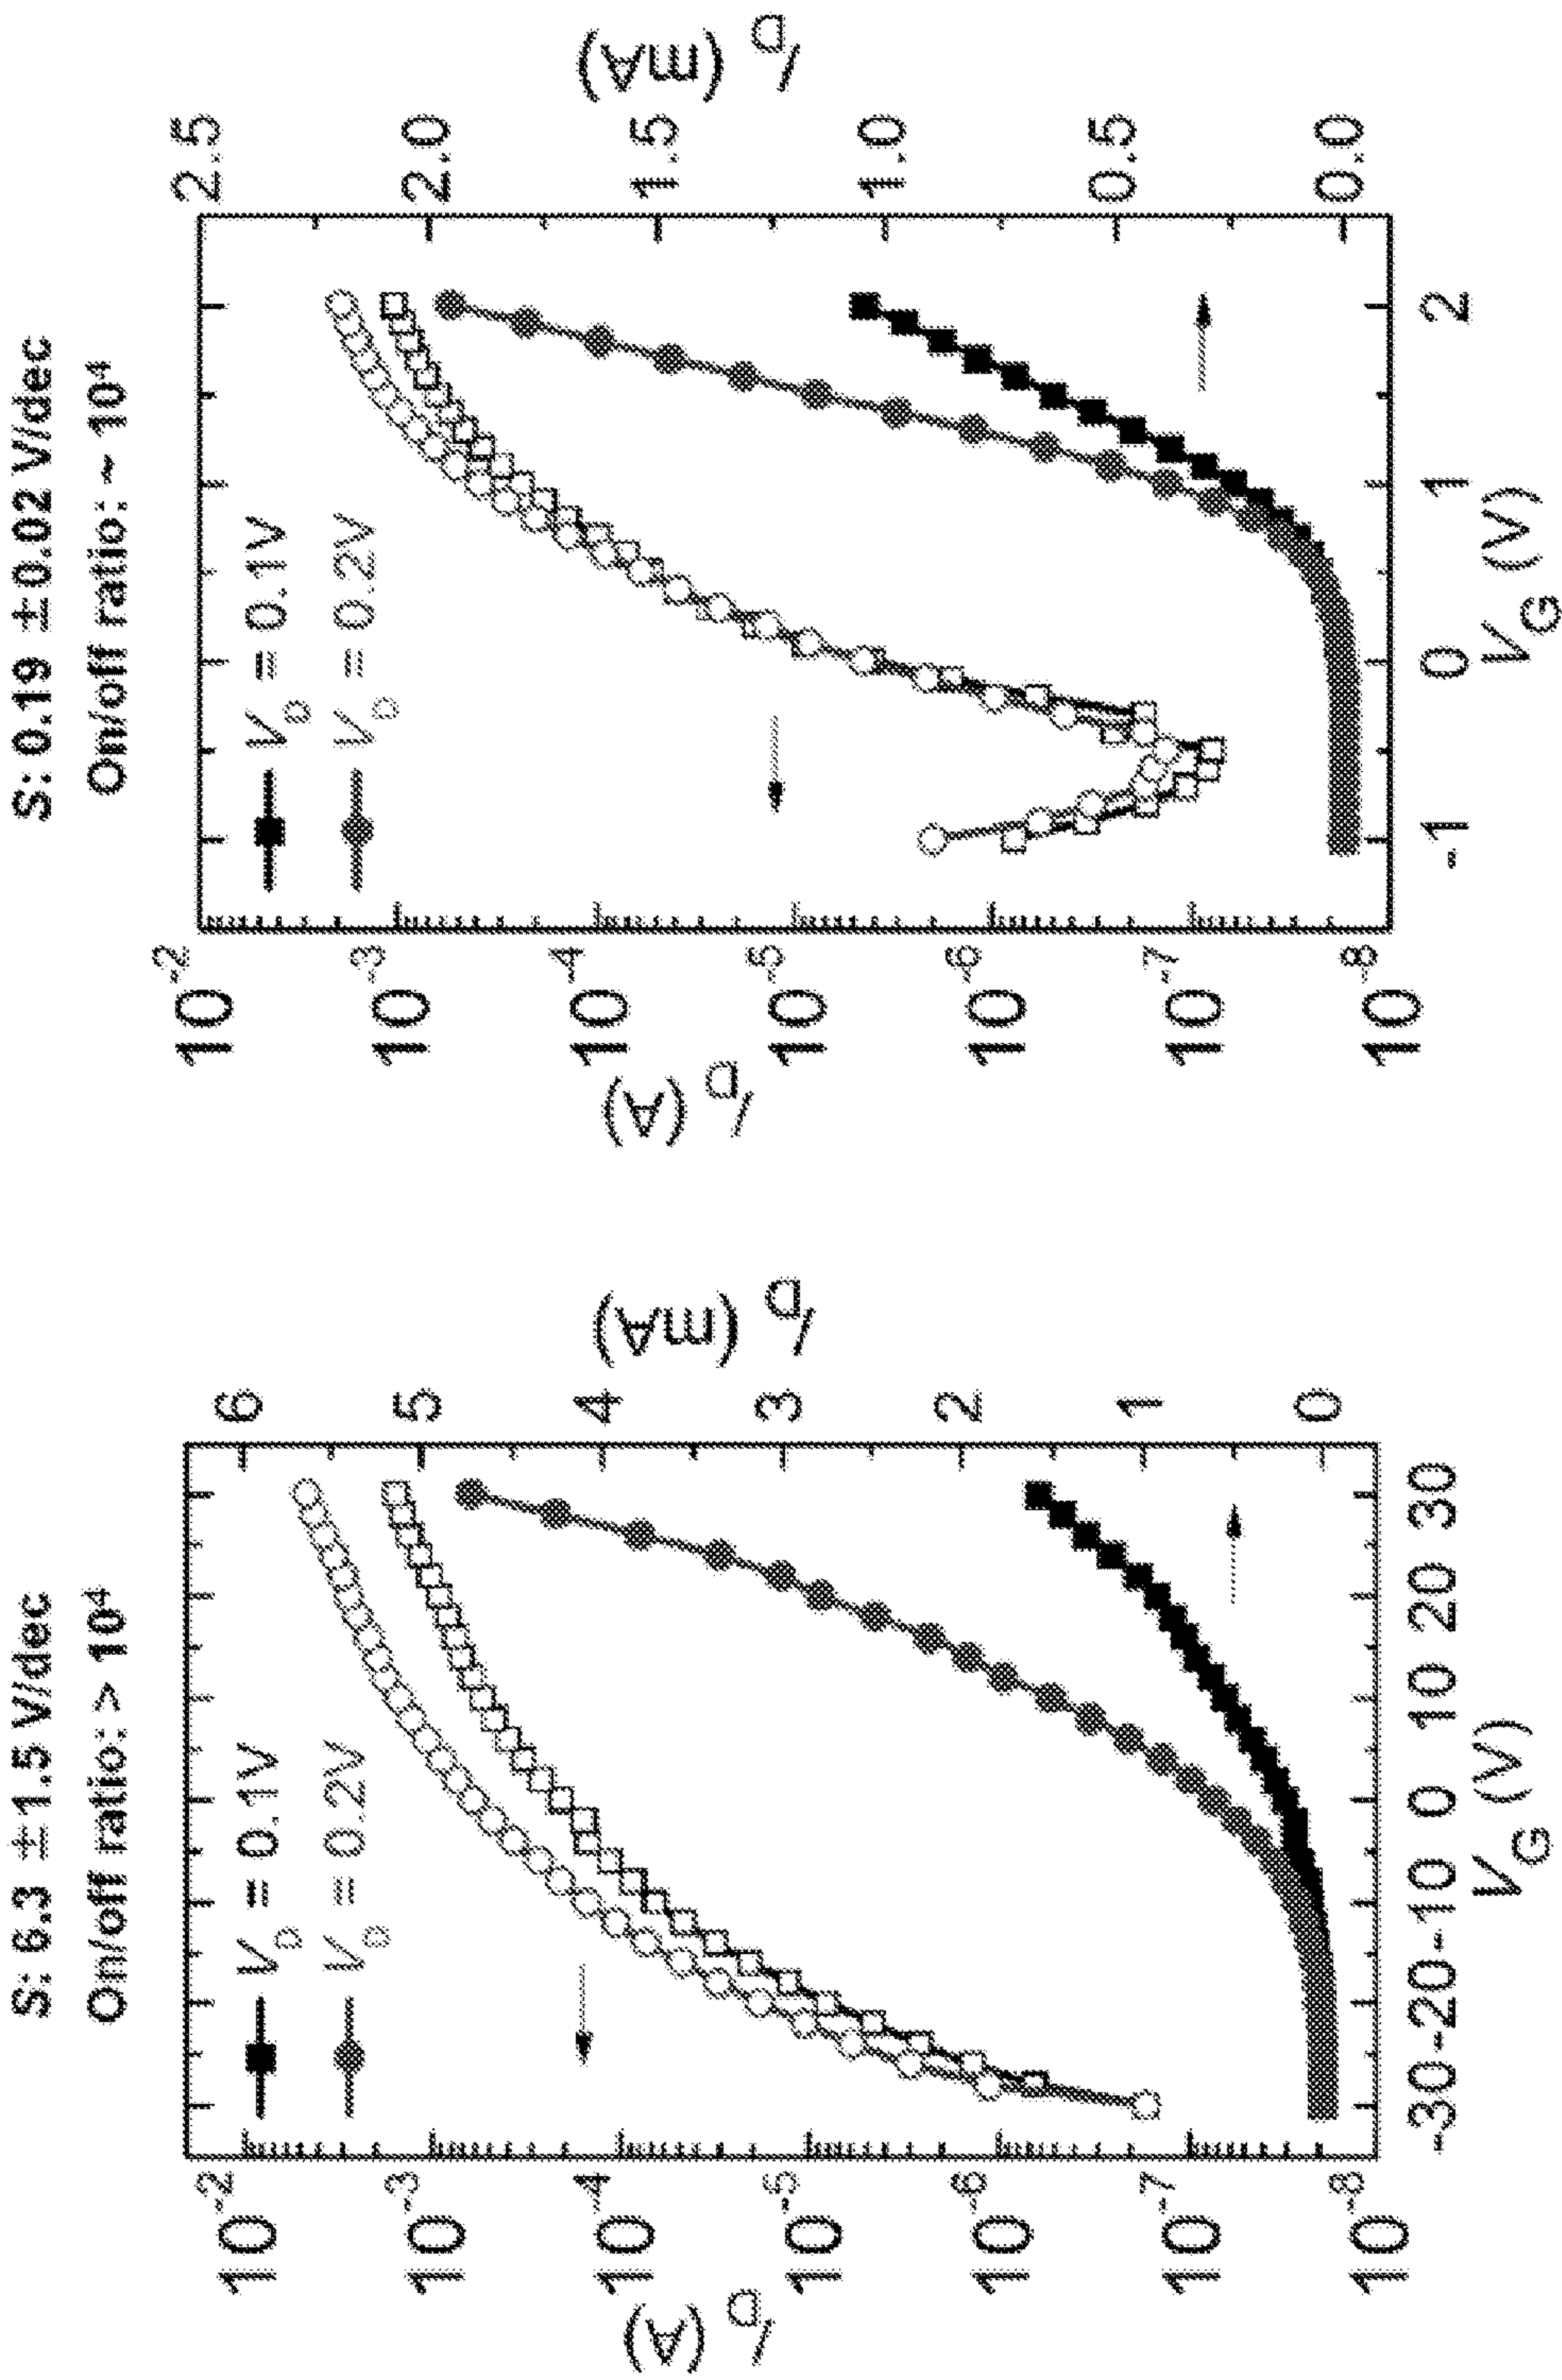 S: 6.3 ±1.5 V/dec
On/off ratio: > 10⁴
V_D = 0.1V
V_D = 0.2V
I_D (A)
10⁻²
10⁻³
10⁻⁴
10⁻⁵
10⁻⁶
10⁻⁷
10⁻⁸
I_D (mA)
6
5
4
3
2
1
0
-30 -20 -10 0 10 20 30
V_G (V)
S: 0.19 ±0.02 V/dec
On/off ratio: ~ 10⁴
V_D = 0.1V
V_D = 0.2V
I_D (A)
10⁻²
10⁻³
10⁻⁴
10⁻⁵
10⁻⁶
10⁻⁷
10⁻⁸
I_D (mA)
2.5
2.0
1.5
1.0
0.5
0.0
-1 0 1 2
V_G (V)